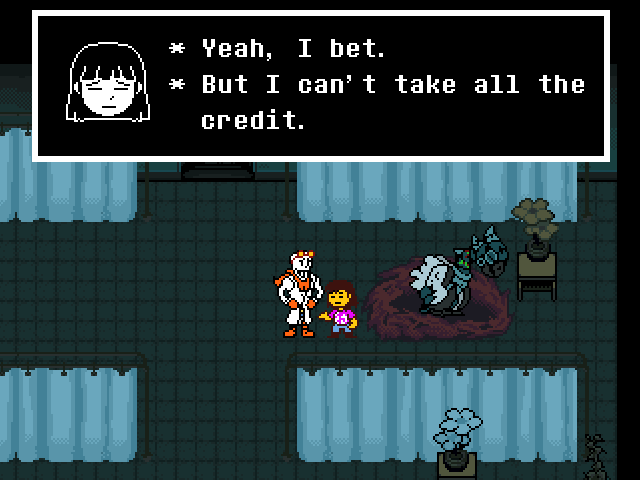 * Yeah, I bet.
* But I can't take all the
credit.